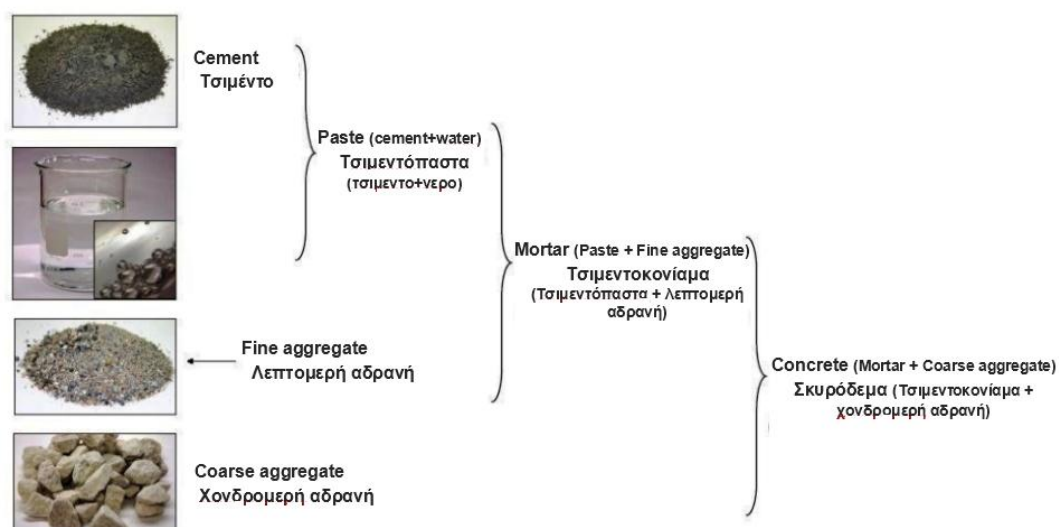 Cement
Τσιμέντο
Paste (cement+water)
Τσιμεντόπαστα
(τσιμεντο+νερο)
Mortar (Paste + Fine aggregate)
Τσιμεντοκονίαμα
(Τσιμεντόπαστα + λεπτομερή
αδρανή)
Fine aggregate
Λεπτομερή αδρανή
Concrete (Mortar + Coarse aggregate)
Σκυρόδεμα (Τσιμεντοκονίαμα +
χονδρομερή αδρανή)
Coarse aggregate
Χονδρομερή αδρανή